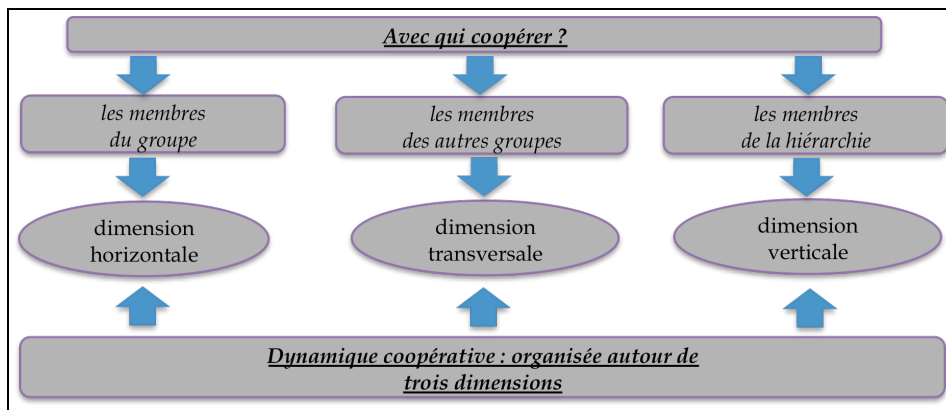 Avec qui coopérer ?
les membres
du groupe
les membres
des autres groupes
les membres
de la hiérarchie
dimension
horizontale
dimension
transversale
dimension
verticale
Dynamique coopérative : organisée autour de
trois dimensions